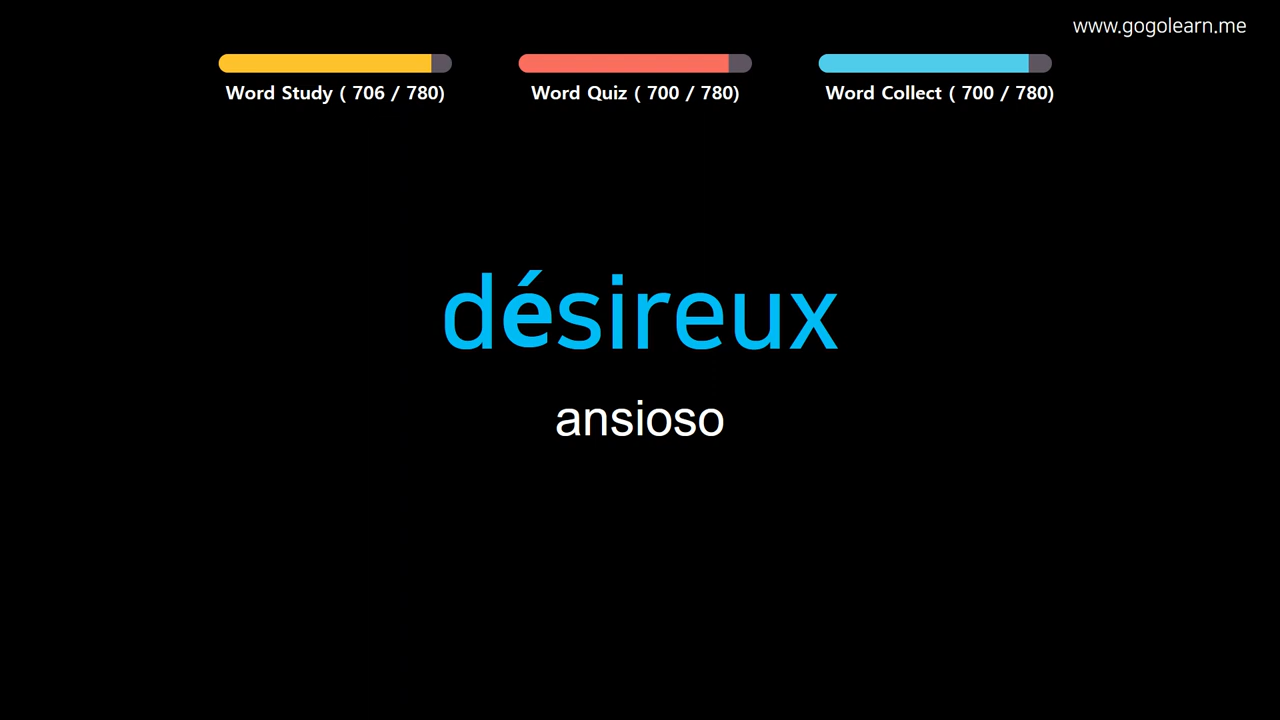 www.gogolearn.me
Word Study ( 706 / 780)
Word Quiz ( 700 / 780)
Word Collect ( 700 / 780)
désireux
ansioso